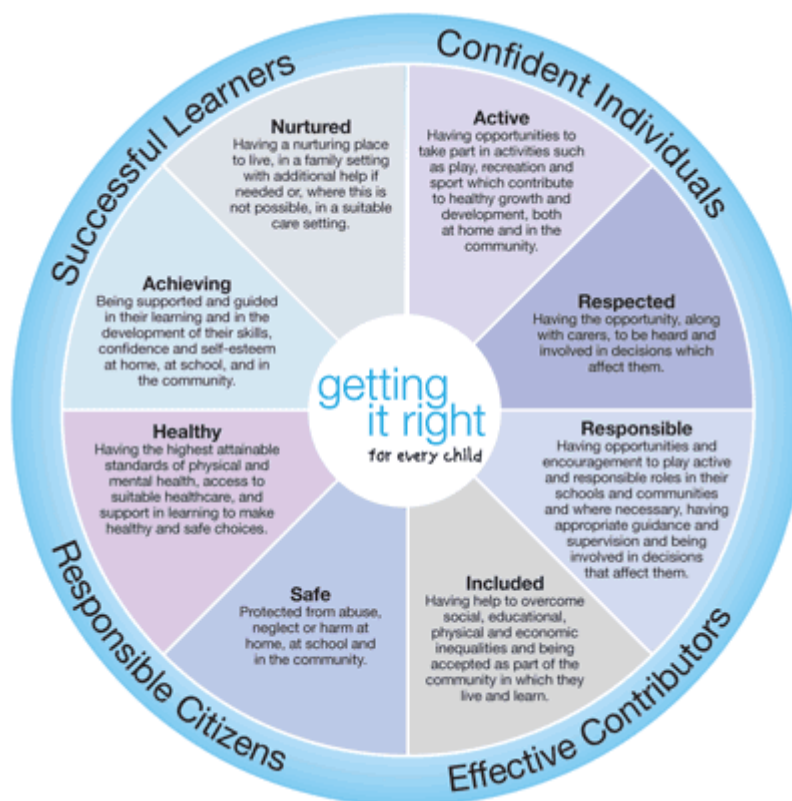 Successful Learners
Confident Individuals
Nurtured
Having a nurturing place
to live, in a family setting
with additional help if
needed or, where this is
not possible, in a suitable
care setting.
Active
Having opportunities to
take part in activities such
as play, recreation and
sport which contribute
to healthy growth and
development, both
at home and in the
community.
Achieving
Being supported and guided
in their learning and in the
development of their skills,
confidence and self-esteem
at home, at school, and in
the community.
Respected
Having the opportunity, along
with carers, to be heard and
involved in decisions which
affect them.
getting
it right
for every child
Healthy
Having the highest attainable
standards of physical and
mental health, access to
suitable healthcare, and
support in learning to make
healthy and safe choices.
Responsible
Having opportunities and
encouragement to play active
and responsible roles in their
schools and communities
and where necessary, having
appropriate guidance and
supervision and being
involved in decisions
that affect them.
Safe
Protected from abuse,
neglect or harm at
home, at school and
in the community.
Included
Having help to overcome
social, educational,
physical and economic
inequalities and being
accepted as part of the
community in which they
live and learn.
Responsible Citizens
Effective Contributors